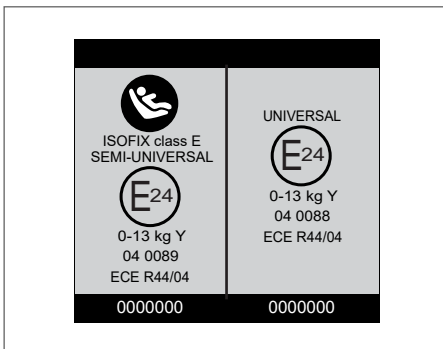 ISOFIX class E
SEMI-UNIVERSAL
E24
0-13 kg Y
04 0089
ECE R44/04
0000000
UNIVERSAL
E24
0-13 kg Y
04 0088
ECE R44/04
0000000